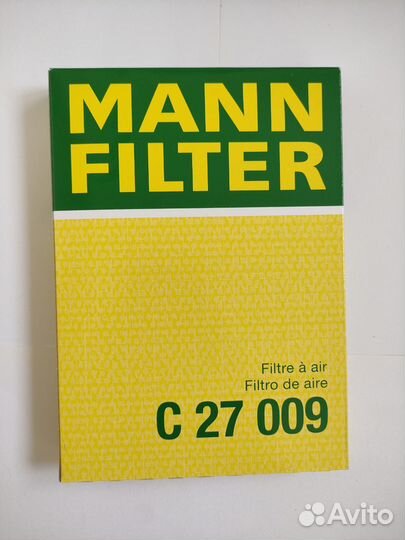 MANN
FILTER
Filtre à air
Filtro de aire
C 27 009
Avito